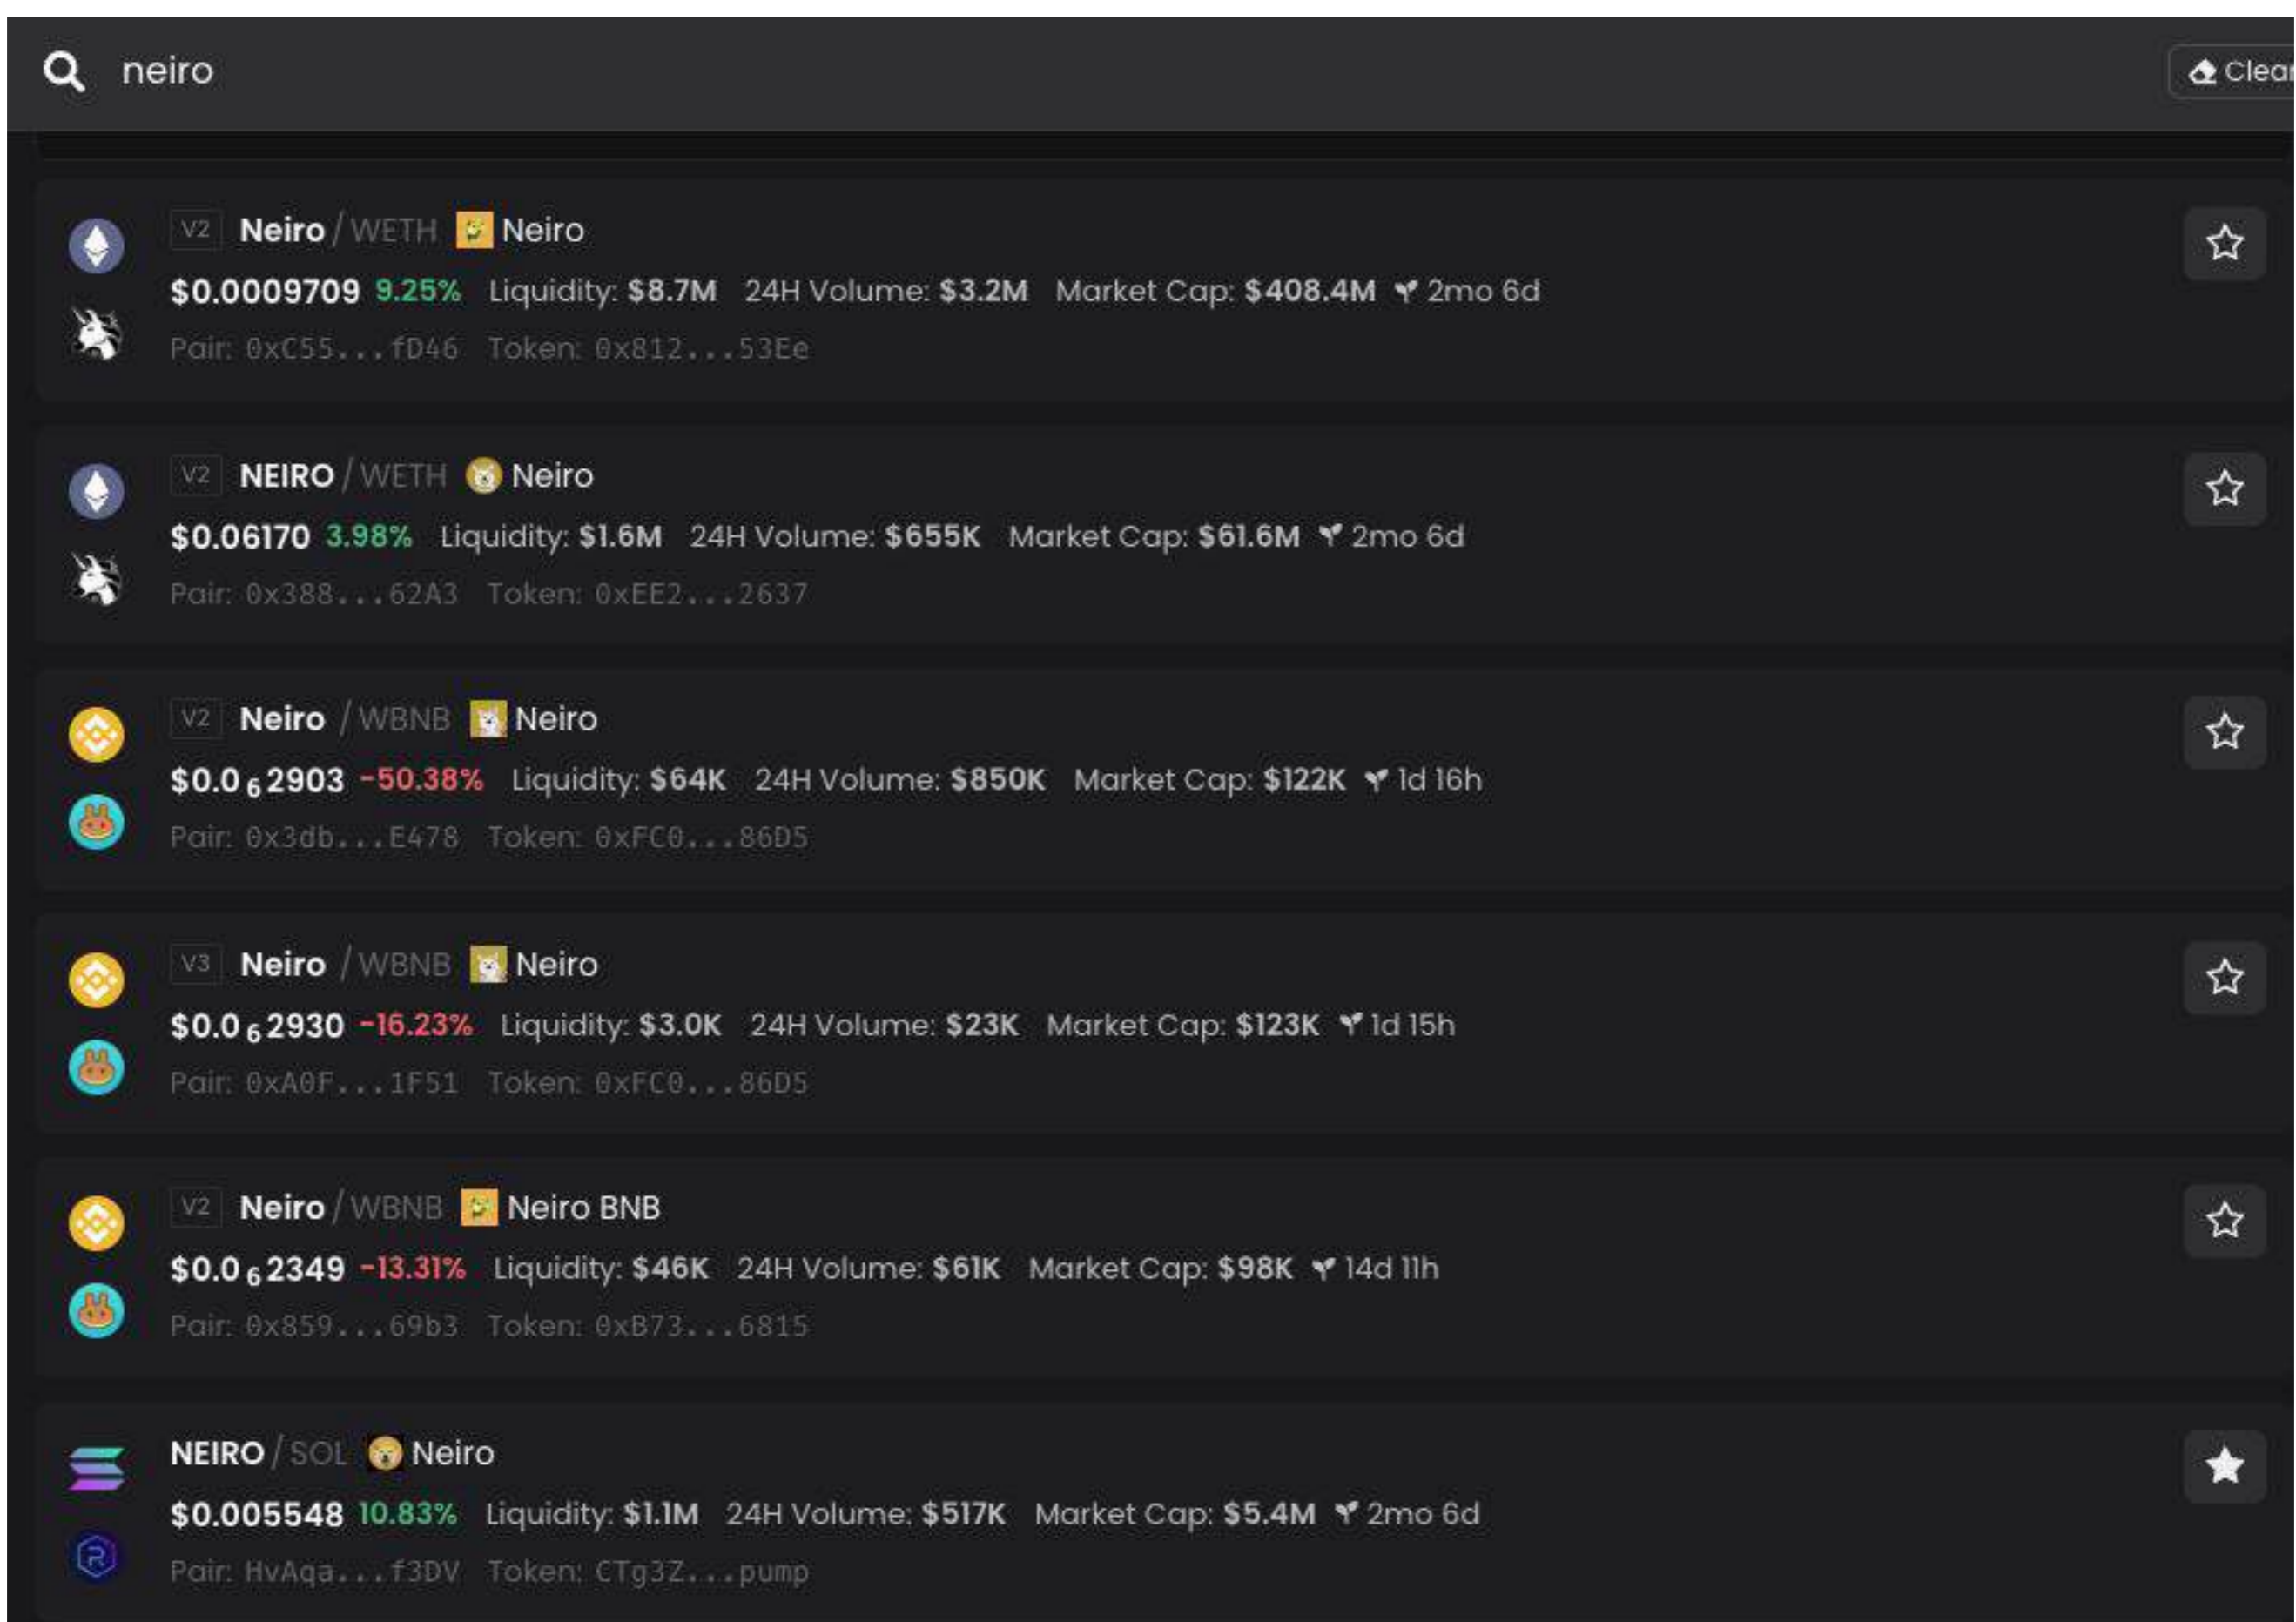 neiro
Clear
V2 Neiro / WETH Neiro
$0.0009709 9.25% Liquidity: $8.7M 24H Volume: $3.2M Market Cap: $408.4M 2mo 6d
Pair: 0xC55...fD46 Token: 0x812...53Ee
V2 NEIRO / WETH Neiro
$0.06170 3.98% Liquidity: $1.6M 24H Volume: $655K Market Cap: $61.6M 2mo 6d
Pair: 0x388...62A3 Token: 0xEE2...2637
V2 Neiro / WBNB Neiro
$0.0₆2903 -50.38% Liquidity: $64K 24H Volume: $850K Market Cap: $122K 1d 16h
Pair: 0x3db...E478 Token: 0xFC0...86D5
V3 Neiro / WBNB Neiro
$0.0₆2930 -16.23% Liquidity: $3.0K 24H Volume: $23K Market Cap: $123K 1d 15h
Pair: 0xA0F...1F51 Token: 0xFC0...86D5
V2 Neiro / WBNB Neiro BNB
$0.0₆2349 -13.31% Liquidity: $46K 24H Volume: $61K Market Cap: $98K 14d 11h
Pair: 0x859...69b3 Token: 0xB73...6815
NEIRO / SOL Neiro
$0.005548 10.83% Liquidity: $1.1M 24H Volume: $517K Market Cap: $5.4M 2mo 6d
Pair: HvAqa...f3DV Token: CTg3Z...pump